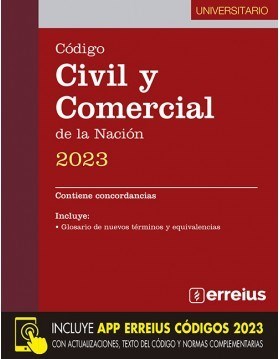 UNIVERSITARIO
Código
Civil y
Comercial
de la Nación
2023
Contiene concordancias
Incluye:
• Glosario de nuevos términos y equivalencias
erreius
INCLUYE APP ERREIUS CÓDIGOS 2023
CON ACTUALIZACIONES, TEXTO DEL CÓDIGO Y NORMAS COMPLEMENTARIAS